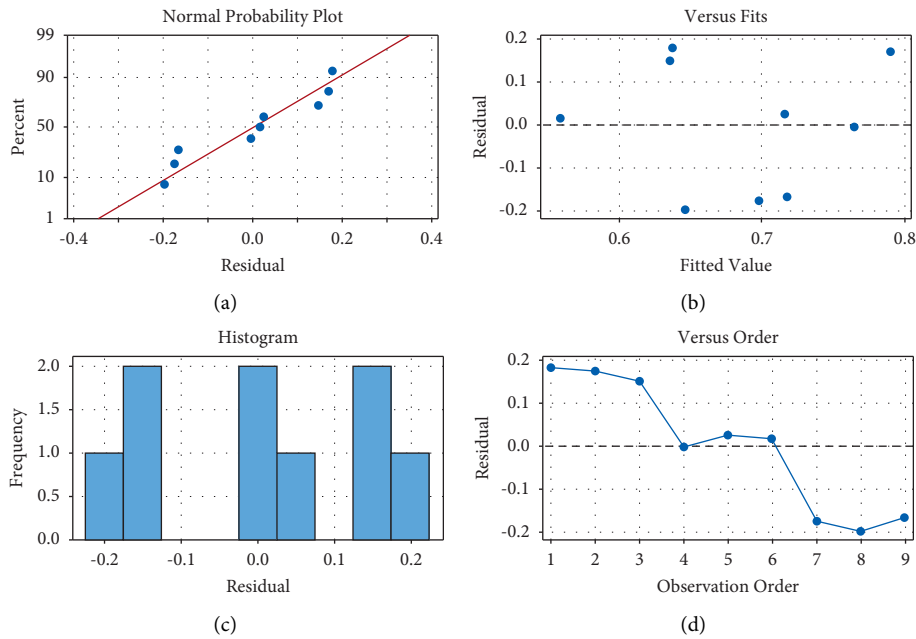 Normal Probability Plot
99
90
50
10
1
Percent
-0.4 -0.2 0.0 0.2 0.4
Residual
(a)
Versus Fits
0.2
0.1
0.0
-0.1
-0.2
Residual
0.6 0.7 0.8
Fitted Value
(b)
Histogram
2.0
1.5
1.0
0.5
0.0
Frequency
-0.2 -0.1 0.0 0.1 0.2
Residual
(c)
Versus Order
0.2
0.1
0.0
-0.1
-0.2
Residual
1 2 3 4 5 6 7 8 9
Observation Order
(d)